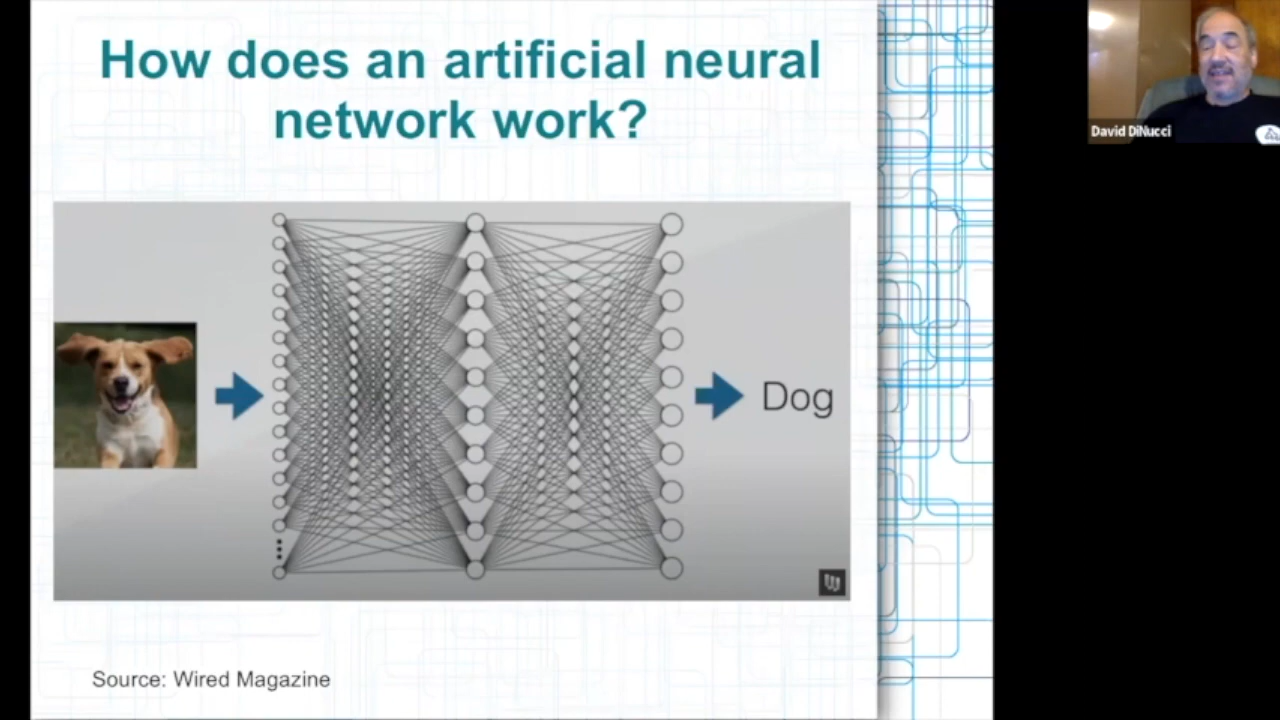 How does an artificial neural
network work?
David DiNucci
Dog
Source: Wired Magazine